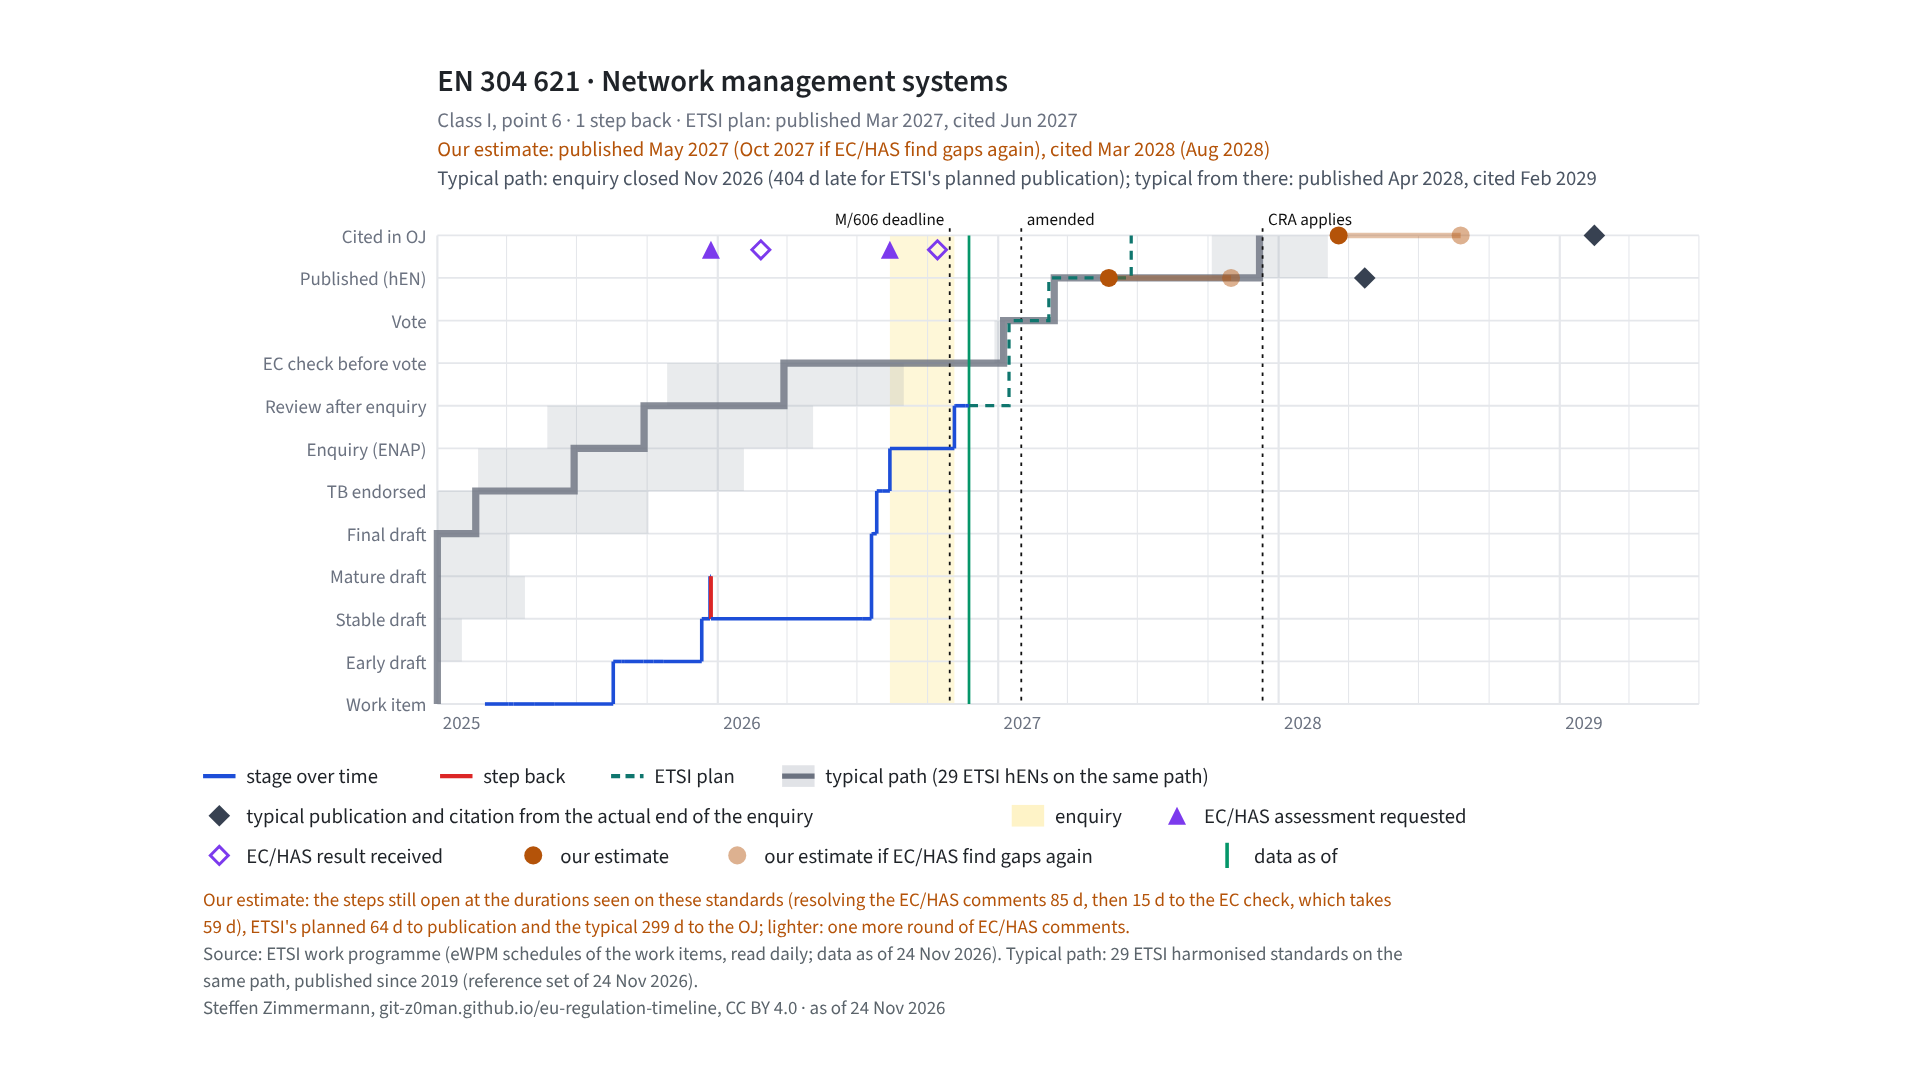 EN 304 621 · Network management systems
Class I, point 6 · 1 step back · ETSI plan: published Mar 2027, cited Jun 2027
Our estimate: published May 2027 (Oct 2027 if EC/HAS find gaps again), cited Mar 2028 (Aug 2028)
Typical path: enquiry closed Nov 2026 (404 d late for ETSI's planned publication); typical from there: published Apr 2028, cited Feb 2029
M/606 deadline amended CRA applies
Cited in OJ
Published (hEN)
Vote
EC check before vote
Review after enquiry
Enquiry (ENAP)
TB endorsed
Final draft
Mature draft
Stable draft
Early draft
Work item
2025 2026 2027 2028 2029
stage over time step back ETSI plan typical path (29 ETSI hENs on the same path)
typical publication and citation from the actual end of the enquiry enquiry EC/HAS assessment requested
EC/HAS result received our estimate our estimate if EC/HAS find gaps again data as of
Our estimate: the steps still open at the durations seen on these standards (resolving the EC/HAS comments 85 d, then 15 d to the EC check, which takes
59 d), ETSI's planned 64 d to publication and the typical 299 d to the OJ; lighter: one more round of EC/HAS comments.
Source: ETSI work programme (eWPM schedules of the work items, read daily; data as of 24 Nov 2026). Typical path: 29 ETSI harmonised standards on the
same path, published since 2019 (reference set of 24 Nov 2026).
Steffen Zimmermann, git-z0man.github.io/eu-regulation-timeline, CC BY 4.0 · as of 24 Nov 2026